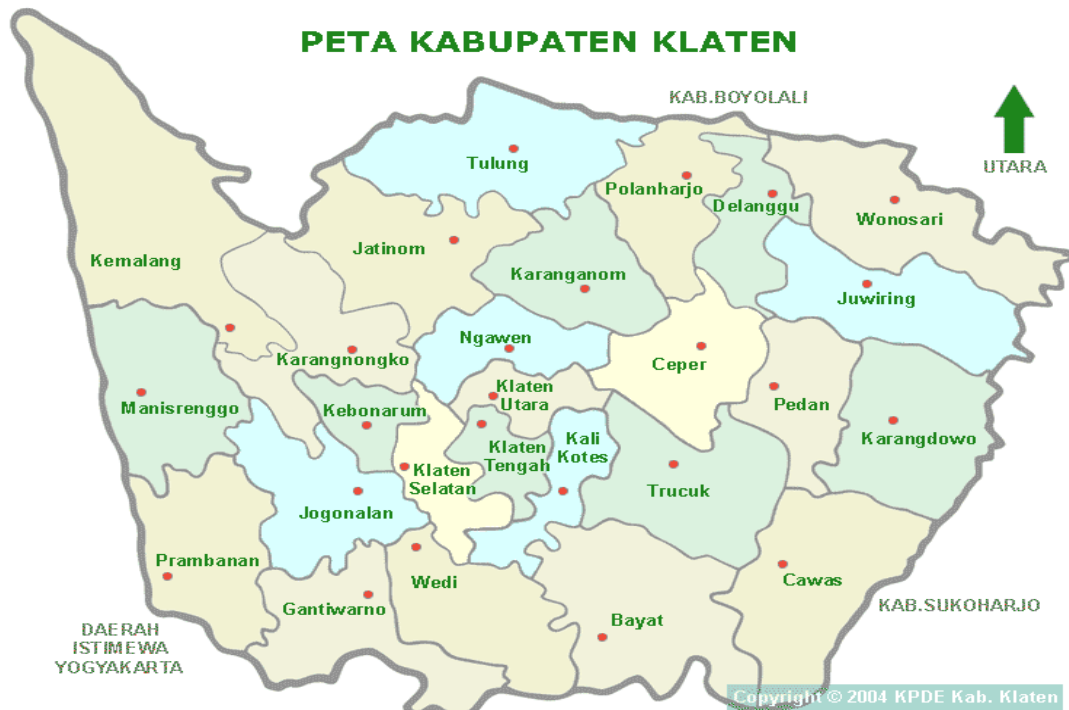 PETA KABUPATEN KLATEN
KAB.BOYOLALI
UTARA
Tulung
Polanharjo
Delanggu
Wonosari
Jatinom
Kemalang
Karanganom
Juwiring
Ngawen
Karangnongko
Ceper
Klaten
Utara
Manisrenggo
Kebonarum
Pedan
Karangdowo
Kali
Kotes
Klaten
Tengah
Klaten
Selatan
Trucuk
Jogonalan
Prambanan
Wedi
Cawas
Gantiwarno
Bayat
KAB.SUKOHARJO
DAERAH
ISTIMEWA
YOGYAKARTA
Copyright © 2004 KPDE Kab. Klaten